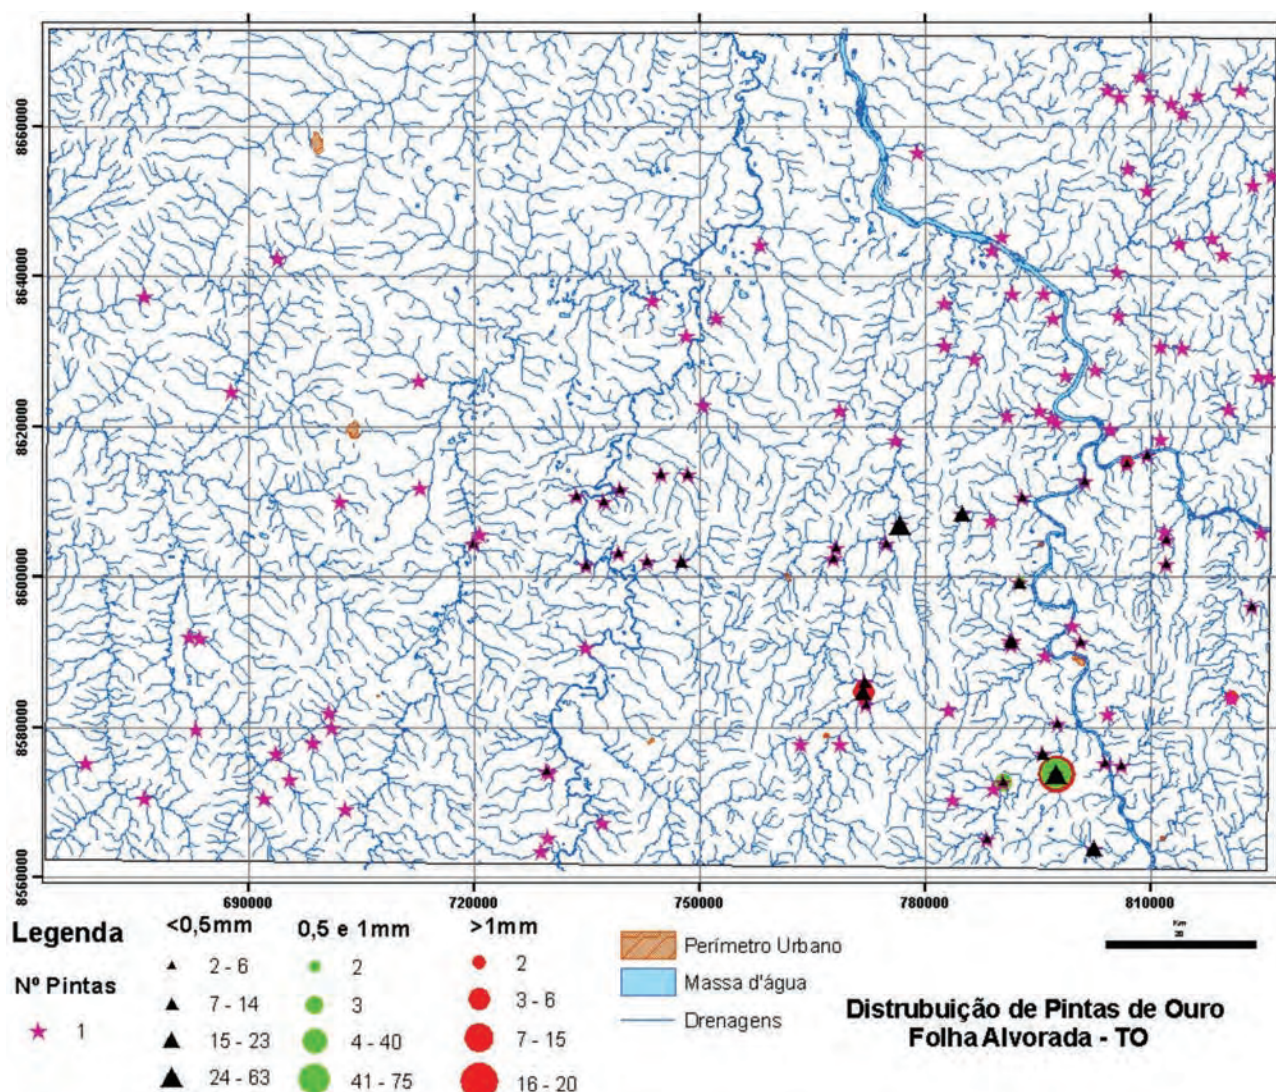 8660000
8640000
8620000
8600000
8580000
8560000
690000
720000
750000
780000
810000
Legenda
Nº Pintas
1
<0,5mm
2 - 6
7 - 14
15 - 23
24 - 63
0,5 e 1mm
2
3
4 - 40
41 - 75
>1mm
2
3 - 6
7 - 15
16 - 20
Perímetro Urbano
Massa d'água
Drenagens
Km
20
Distrubuição de Pintas de Ouro
Folha Alvorada - TO